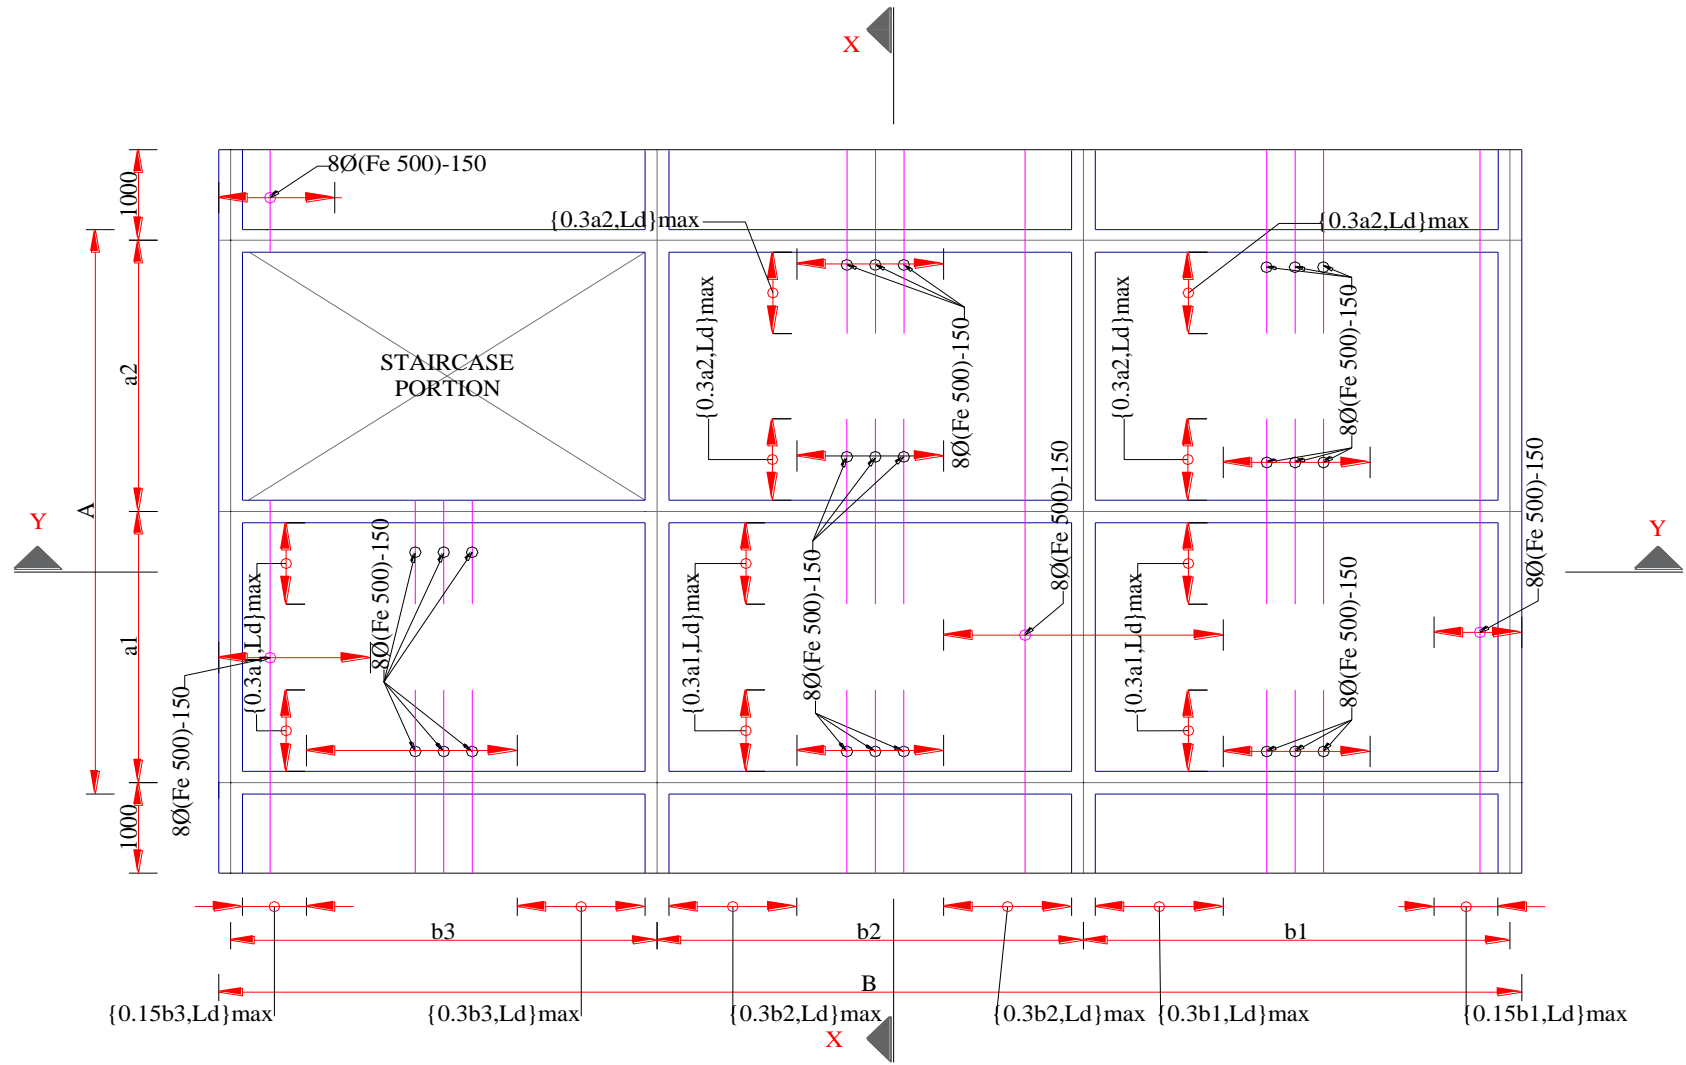 X
8Ø(Fe 500)-150
1000
{0.3a2,Ld}max
{0.3a2,Ld}max
{0.3a2,Ld}max
{0.3a2,Ld}max
8Ø(Fe 500)-150
8Ø(Fe 500)-150
a2
STAIRCASE
PORTION
A
Y
Y
8Ø(Fe 500)-150
8Ø(Fe 500)-150
8Ø(Fe 500)-150
8Ø(Fe 500)-150
8Ø(Fe 500)-150
{0.3a1,Ld}max
{0.3a1,Ld}max
{0.3a1,Ld}max
a1
8Ø(Fe 500)-150
1000
b3
b2
b1
B
{0.15b3,Ld}max
{0.3b3,Ld}max
{0.3b2,Ld}max
{0.3b2,Ld}max
{0.3b1,Ld}max
{0.15b1,Ld}max
X